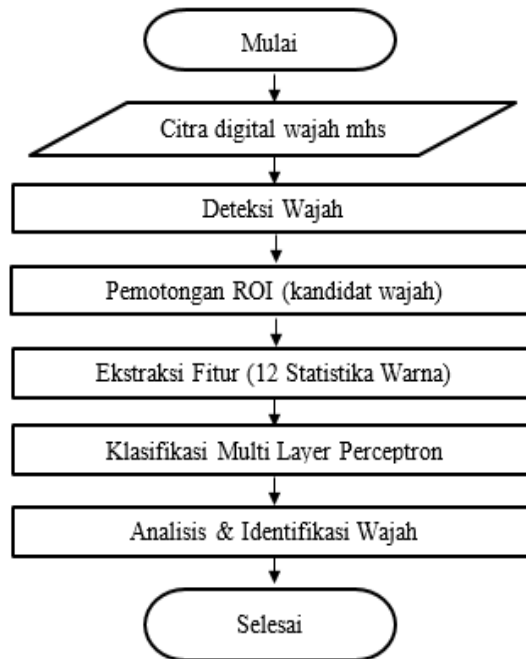 Mulai
Citra digital wajah mhs
Deteksi Wajah
Pemotongan ROI (kandidat wajah)
Ekstraksi Fitur (12 Statistika Warna)
Klasifikasi Multi Layer Perceptron
Analisis & Identifikasi Wajah
Selesai